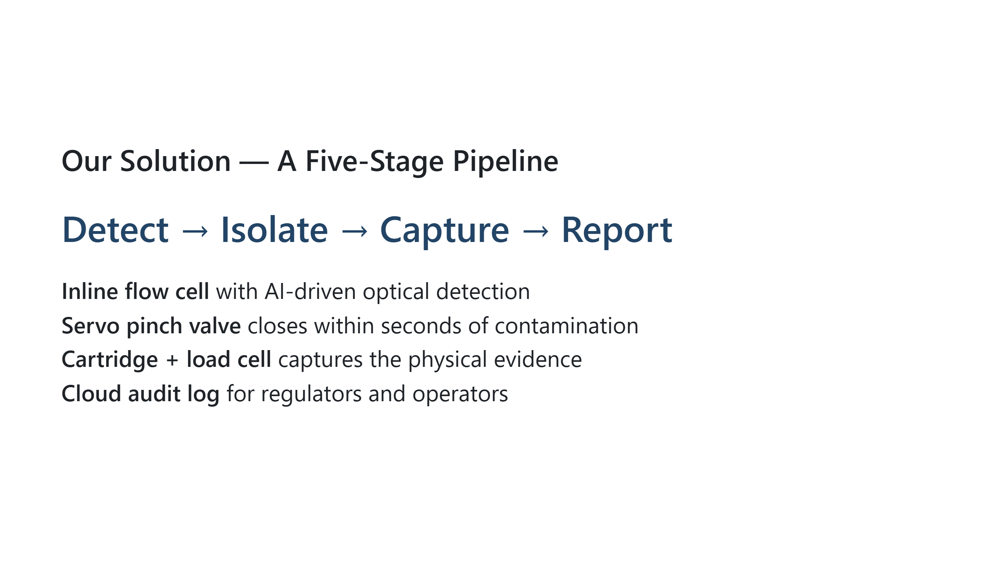 Our Solution — A Five-Stage Pipeline
Detect → Isolate → Capture → Report
Inline flow cell with AI-driven optical detection
Servo pinch valve closes within seconds of contamination
Cartridge + load cell captures the physical evidence
Cloud audit log for regulators and operators